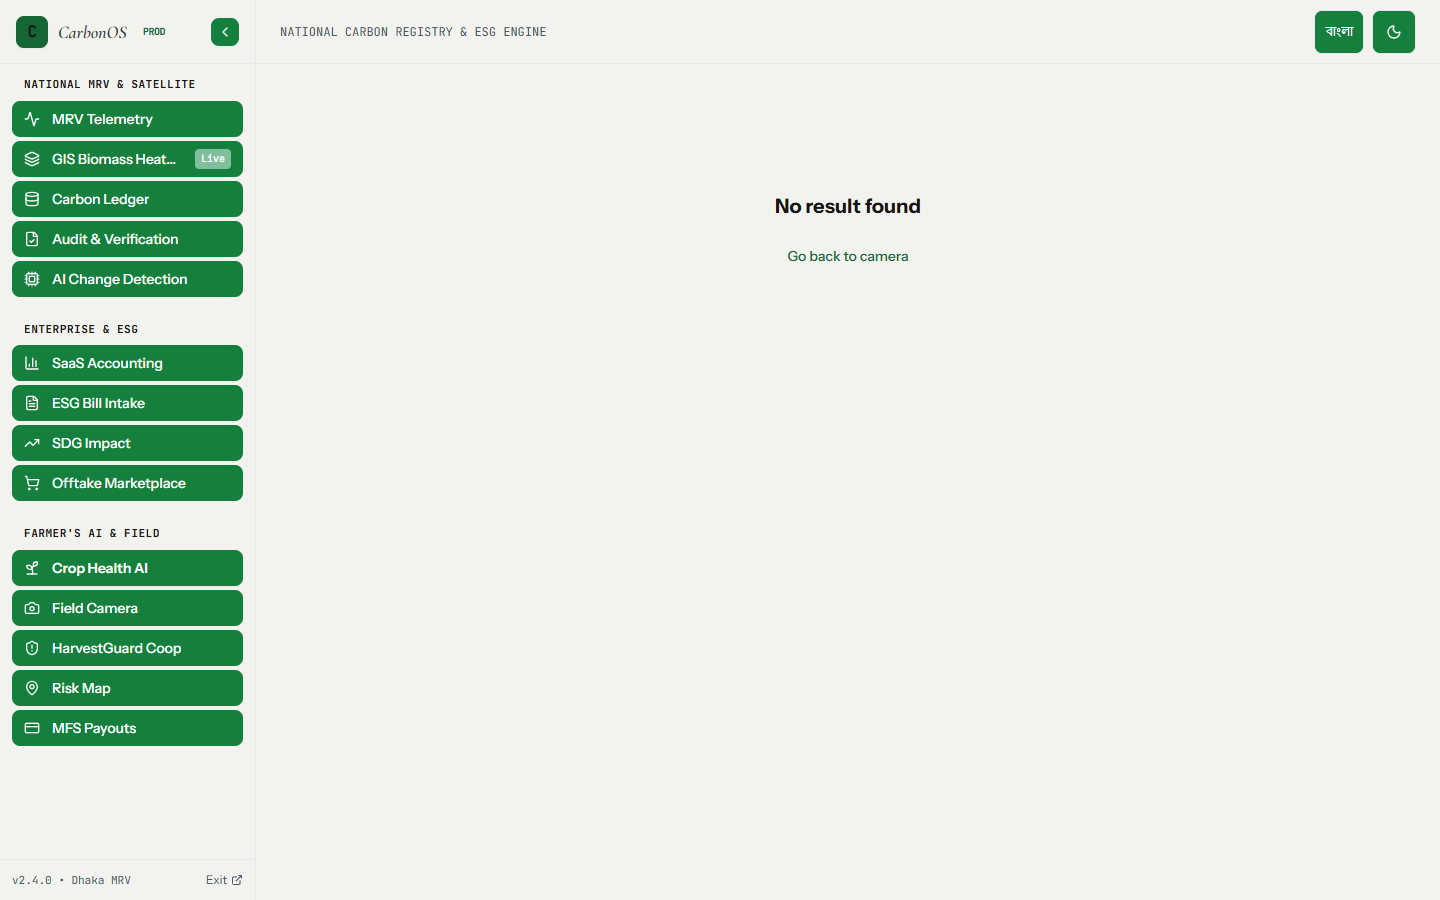 C CarbonOS PROD
NATIONAL CARBON REGISTRY & ESG ENGINE
বাংলা
NATIONAL MRV & SATELLITE
MRV Telemetry
GIS Biomass Heat... Live
Carbon Ledger
Audit & Verification
AI Change Detection
ENTERPRISE & ESG
SaaS Accounting
ESG Bill Intake
SDG Impact
Offtake Marketplace
FARMER'S AI & FIELD
Crop Health AI
Field Camera
HarvestGuard Coop
Risk Map
MFS Payouts
v2.4.0 • Dhaka MRV
Exit
No result found
Go back to camera